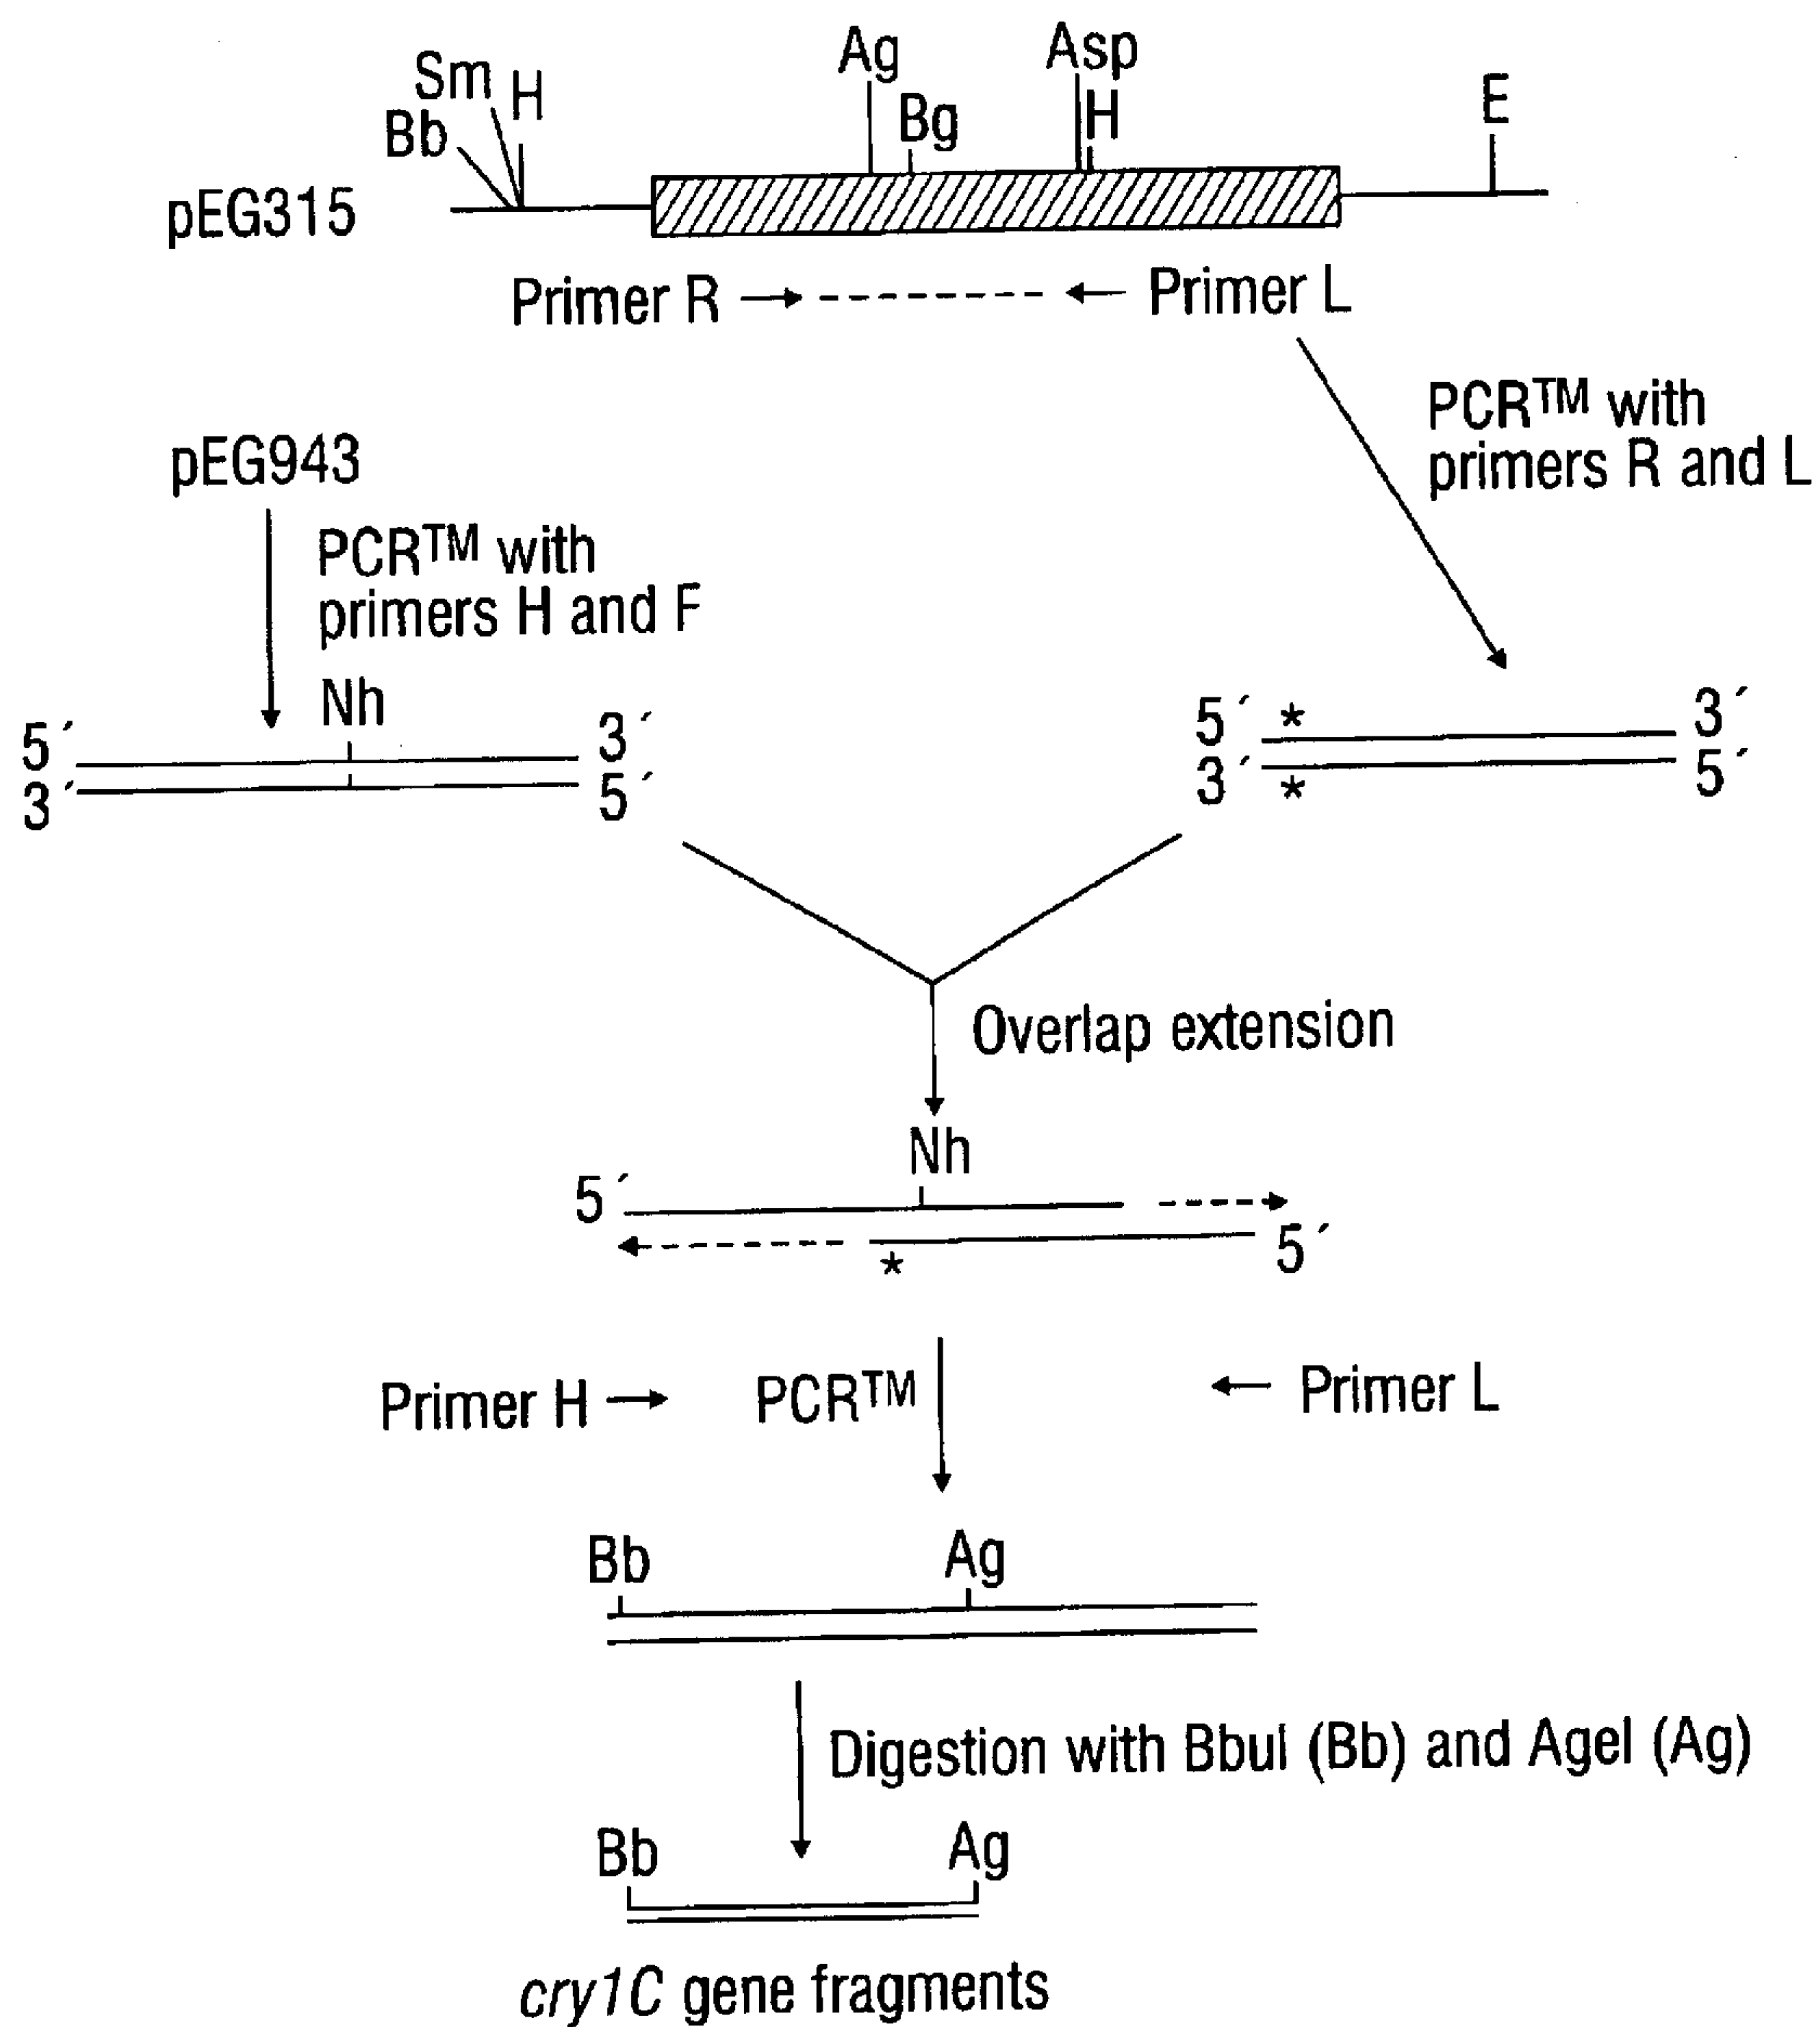 Ag
Asp
Sm
H
Bb
Bg
H
E
pEG315
Primer R
Primer L
PCR™ with
primers R and L
pEG943
PCR™ with
primers H and F
Nh
5´
3´
3´
5´
5´ *
3´
3´ *
5´
Overlap extension
Nh
5´
5´
*
Primer H
PCR™
Primer L
Bb
Ag
Digestion with BbuI (Bb) and AgeI (Ag)
Bb
Ag
cry1C gene fragments